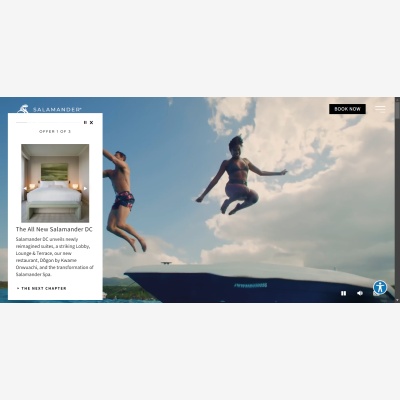 SALAMANDER
BOOK NOW
OFFER 1 OF 3
The All New Salamander DC
Salamander DC unveils newly
reimagined suites, a striking Lobby,
Lounge & Terrace, our new
restaurant, Dōgon by Kwame
Onwuachi, and the transformation of
Salamander Spa.
THE NEXT CHAPTER